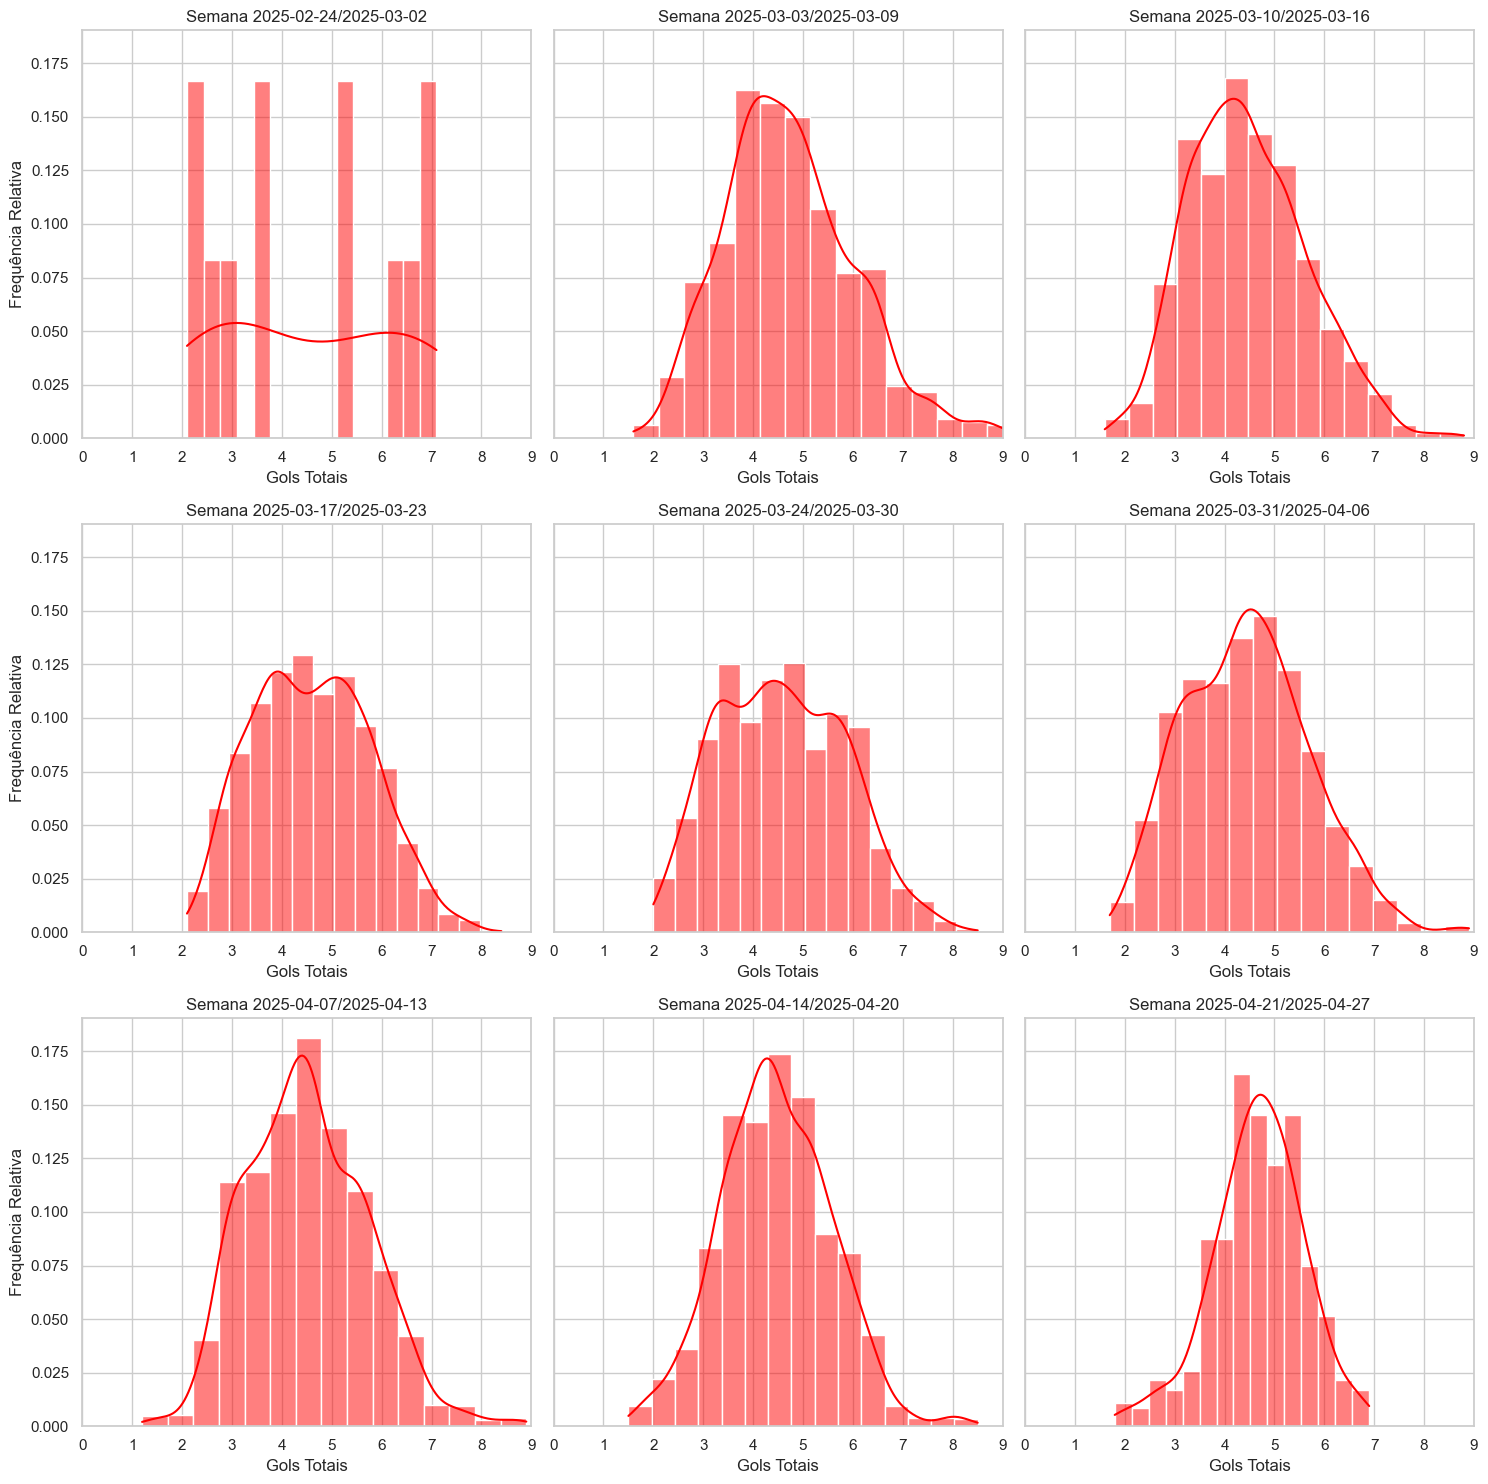 Semana 2025-02-24/2025-03-02
Semana 2025-03-03/2025-03-09
Semana 2025-03-10/2025-03-16
0.175
0.150
0.125
0.100
0.075
0.050
0.025
0.000
Frequência Relativa
0 1 2 3 4 5 6 7 8 9
0 1 2 3 4 5 6 7 8 9
0 1 2 3 4 5 6 7 8 9
Gols Totais
Gols Totais
Gols Totais
Semana 2025-03-17/2025-03-23
Semana 2025-03-24/2025-03-30
Semana 2025-03-31/2025-04-06
0.175
0.150
0.125
0.100
0.075
0.050
0.025
0.000
Frequência Relativa
0 1 2 3 4 5 6 7 8 9
0 1 2 3 4 5 6 7 8 9
0 1 2 3 4 5 6 7 8 9
Gols Totais
Gols Totais
Gols Totais
Semana 2025-04-07/2025-04-13
Semana 2025-04-14/2025-04-20
Semana 2025-04-21/2025-04-27
0.175
0.150
0.125
0.100
0.075
0.050
0.025
0.000
Frequência Relativa
0 1 2 3 4 5 6 7 8 9
0 1 2 3 4 5 6 7 8 9
0 1 2 3 4 5 6 7 8 9
Gols Totais
Gols Totais
Gols Totais